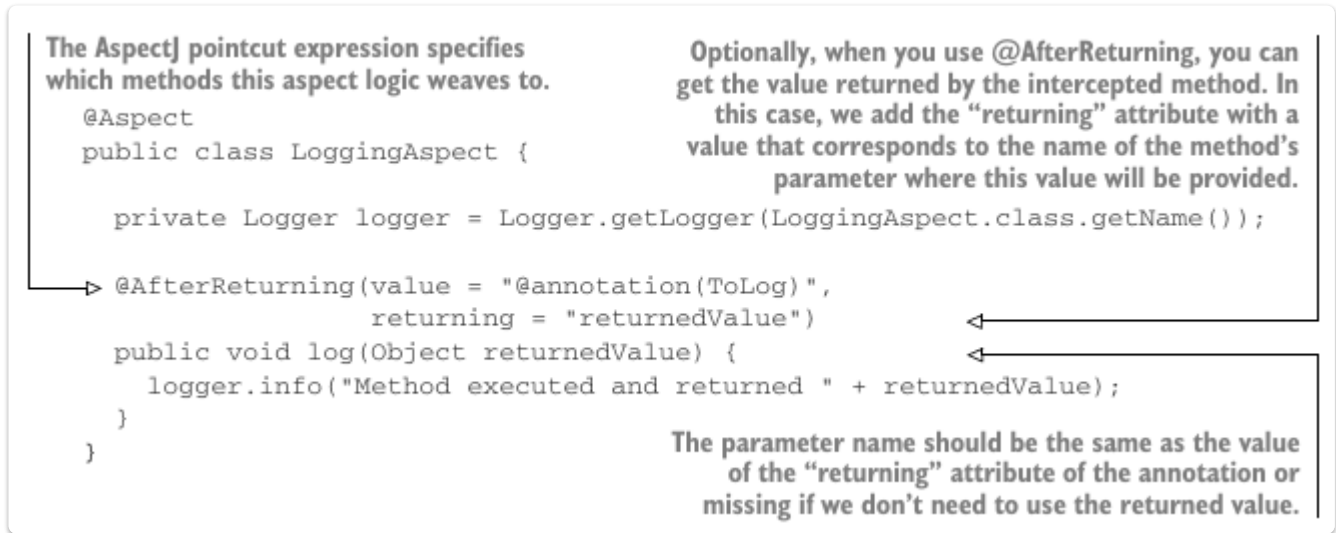 The AspectJ pointcut expression specifies
which methods this aspect logic weaves to.
Optionally, when you use @AfterReturning, you can
get the value returned by the intercepted method. In
this case, we add the “returning” attribute with a
value that corresponds to the name of the method’s
parameter where this value will be provided.
@Aspect
public class LoggingAspect {
private Logger logger = Logger.getLogger(LoggingAspect.class.getName());
@AfterReturning(value = "@annotation(ToLog)",
returning = "returnedValue")
public void log(Object returnedValue) {
logger.info("Method executed and returned " + returnedValue);
}
}
The parameter name should be the same as the value
of the “returning” attribute of the annotation or
missing if we don’t need to use the returned value.